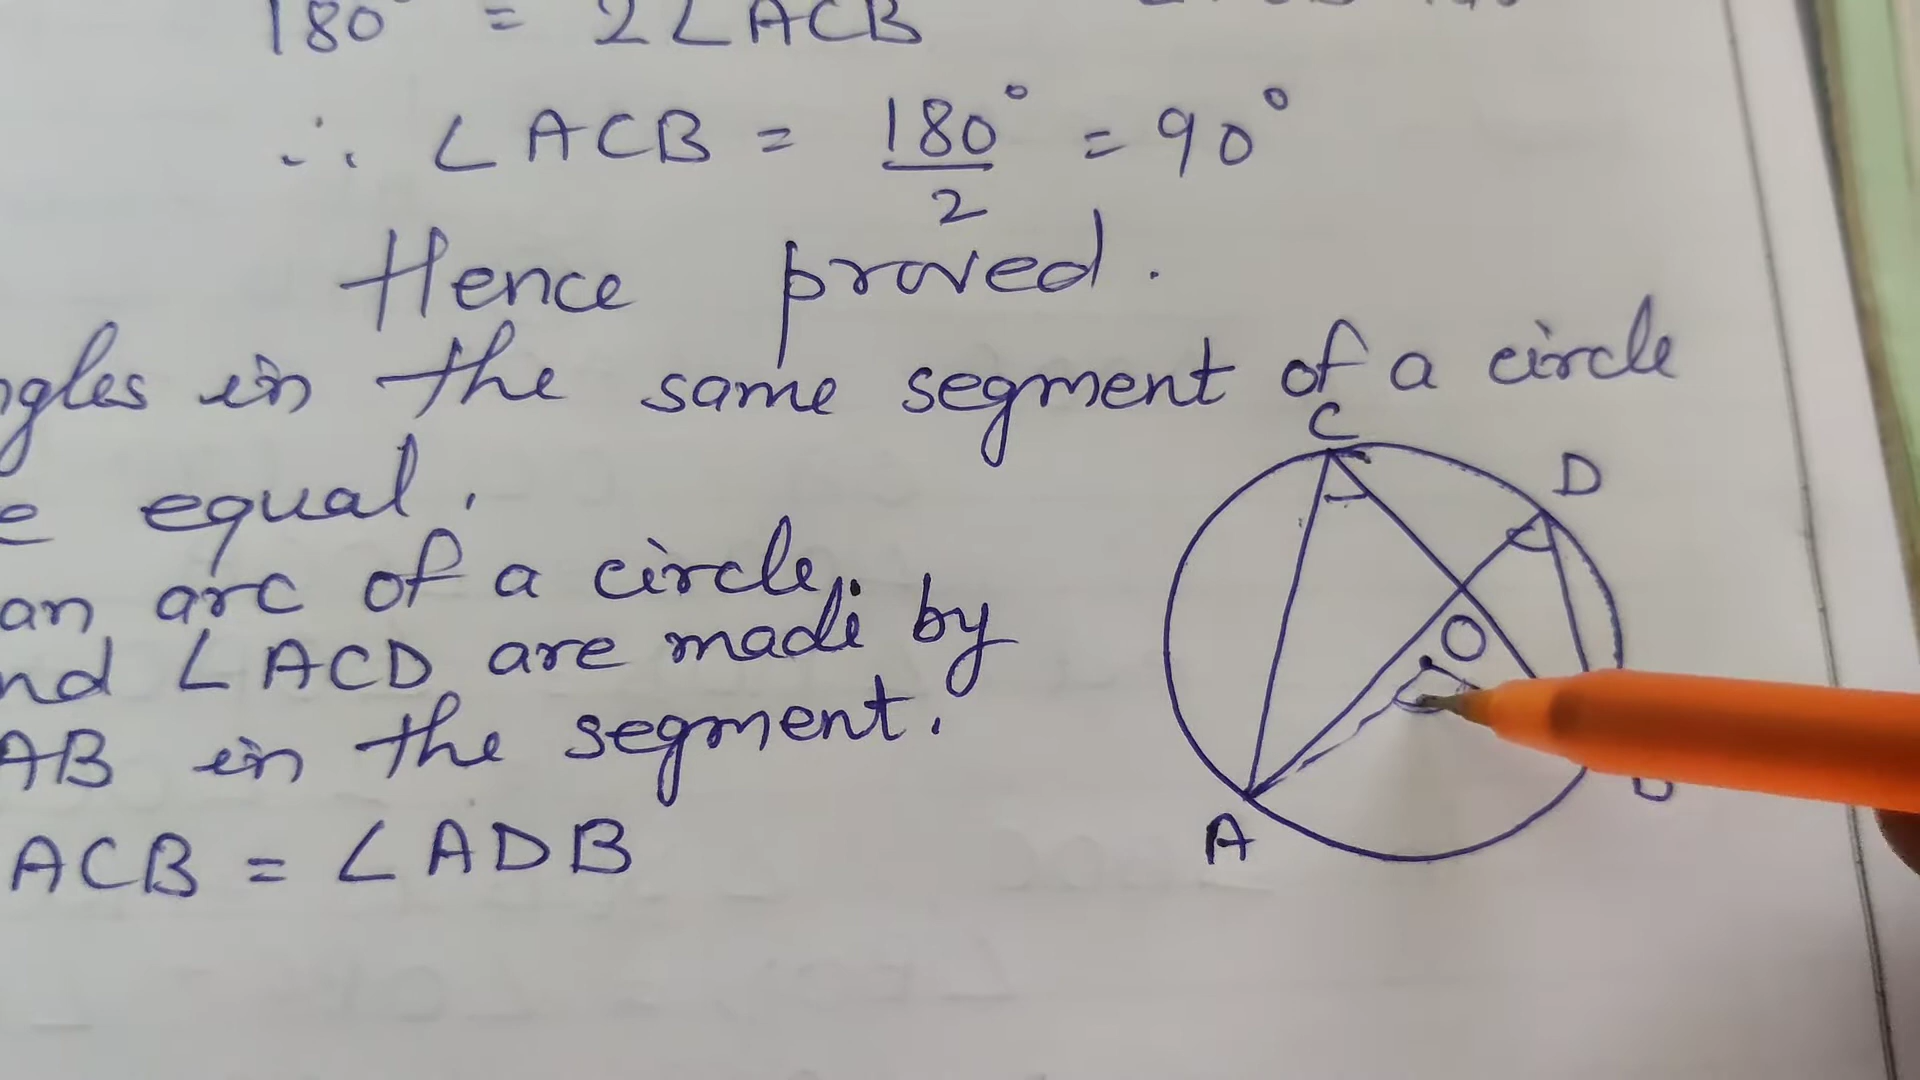 180° = 2∠ACB
∴ ∠ACB = 180°/2 = 90°
Hence proved.
gles in the same segment of a circle
e equal.
an arc of a circle.
nd ∠ACD are made by
AB in the segment.
ACB = ∠ADB
C
D
O
A